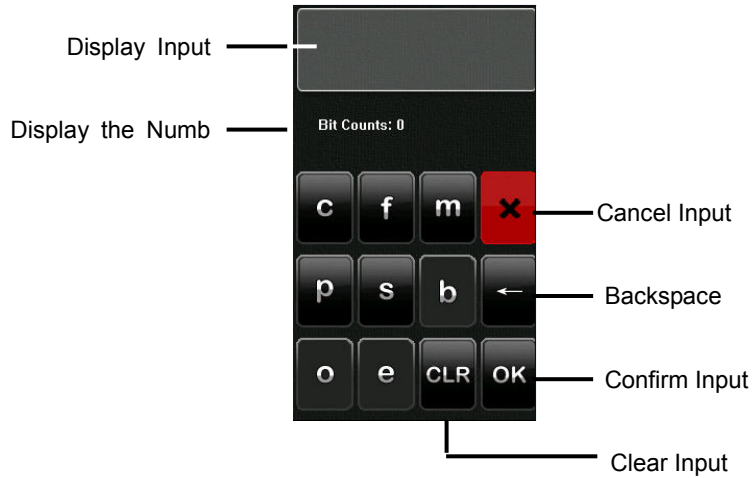 Display Input
Display the Numb
Bit Counts: 0
c f m ×
Cancel Input
p s b ←
Backspace
o e CLR OK
Confirm Input
Clear Input